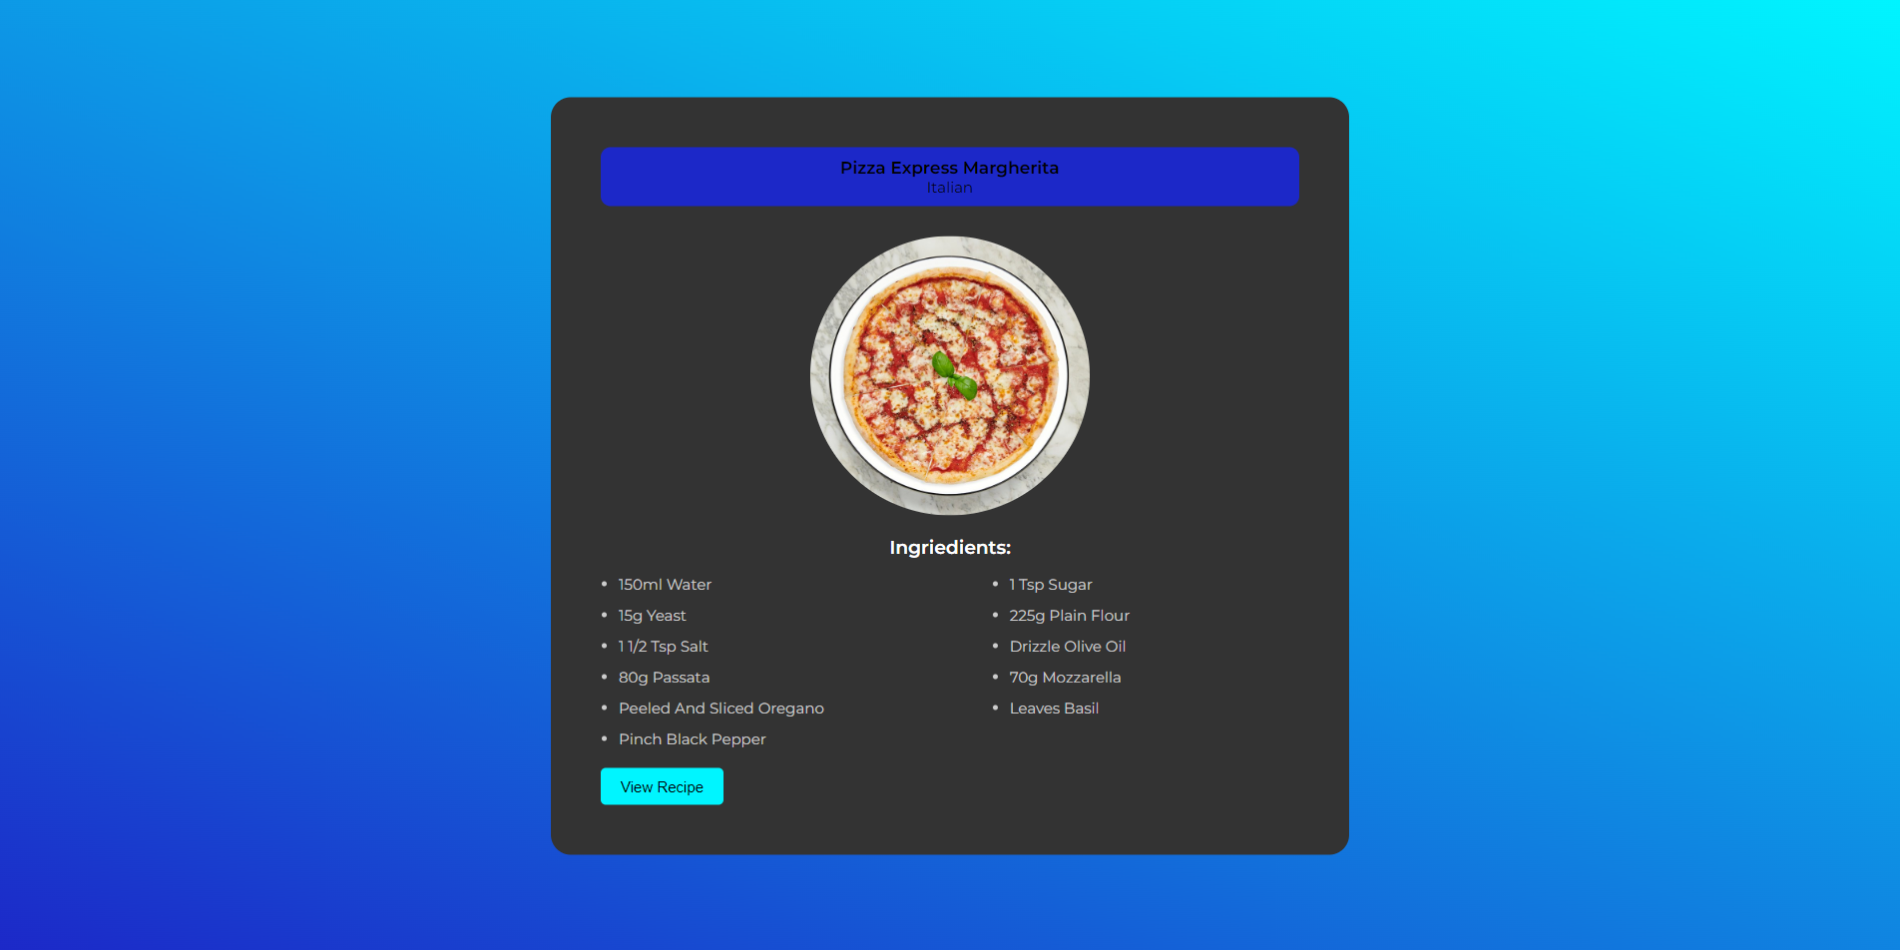 Pizza Express Margherita
Italian
Ingriedients:
150ml Water
15g Yeast
1 1/2 Tsp Salt
80g Passata
Peeled And Sliced Oregano
Pinch Black Pepper
1 Tsp Sugar
225g Plain Flour
Drizzle Olive Oil
70g Mozzarella
Leaves Basil
View Recipe